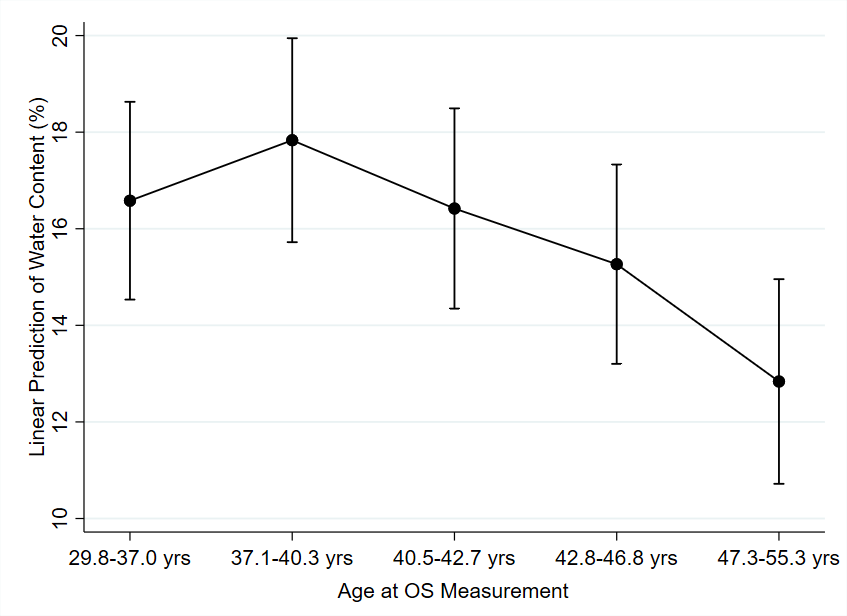 Linear Prediction of Water Content (%)
20
18
16
14
12
10
29.8-37.0 yrs 37.1-40.3 yrs 40.5-42.7 yrs 42.8-46.8 yrs 47.3-55.3 yrs
Age at OS Measurement